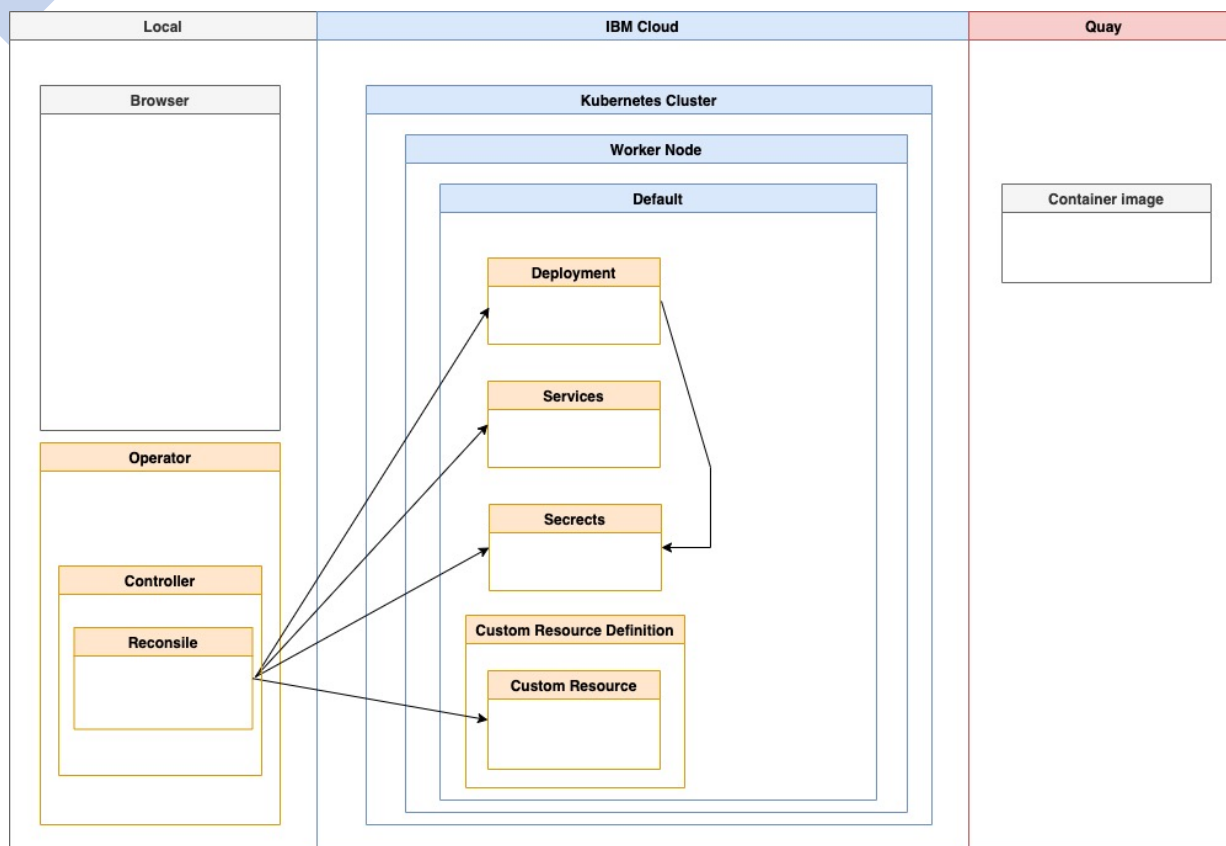 Local
IBM Cloud
Quay
Browser
Kubernetes Cluster
Worker Node
Default
Container image
Deployment
Services
Operator
Secrects
Controller
Custom Resource Definition
Reconsile
Custom Resource